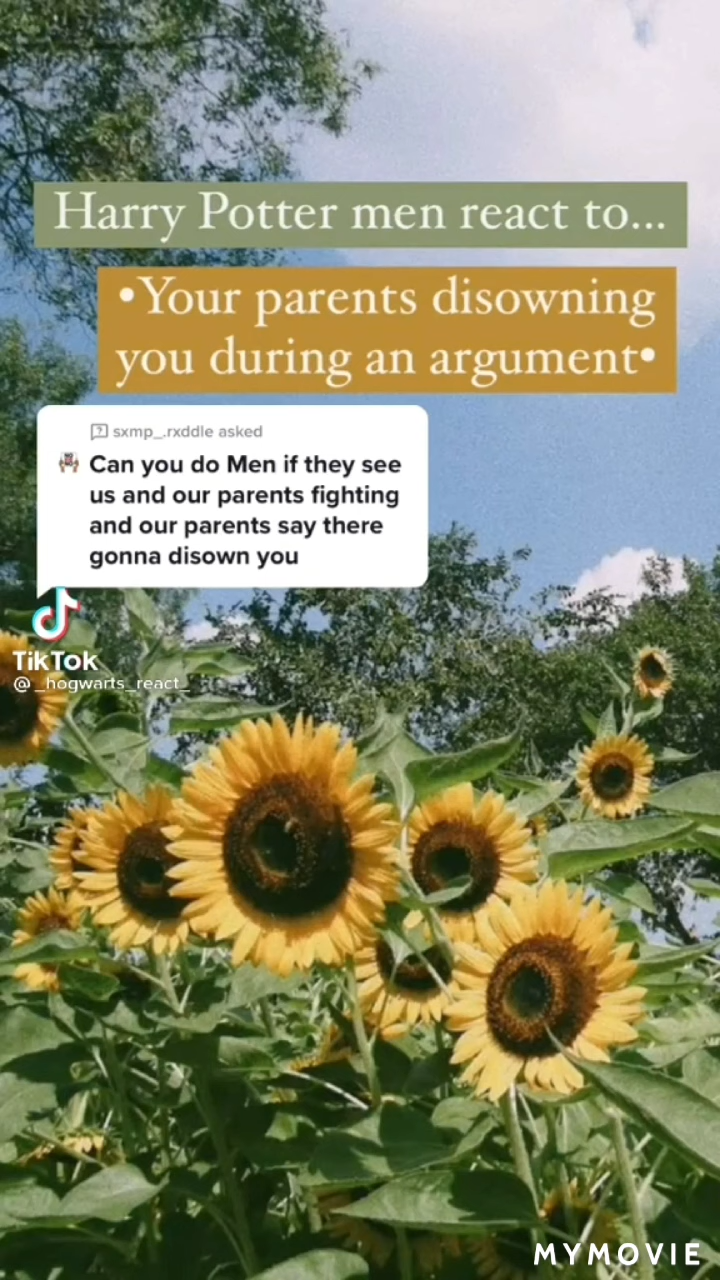 Harry Potter men react to...
•Your parents disowning
you during an argument•
sxmp_.rxddle asked
Can you do Men if they see
us and our parents fighting
and our parents say there
gonna disown you
TikTok
@_hogwarts_react_
MYMOVIE